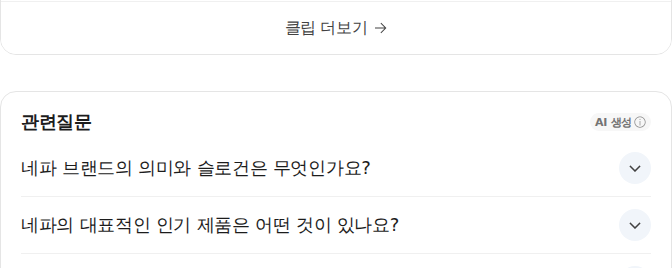 클립 더보기 →
관련질문
AI 생성
네파 브랜드의 의미와 슬로건은 무엇인가요?
네파의 대표적인 인기 제품은 어떤 것이 있나요?